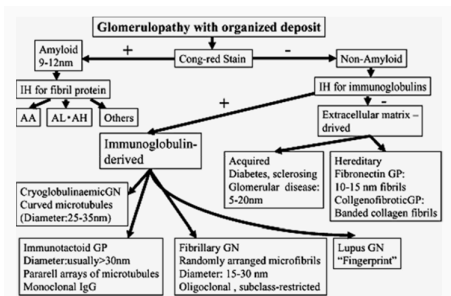 Glomerulopathy with organized deposit
Amyloid
9-12nm
+
Cong-red Stain
-
Non-Amyloid
IH for fibril protein
IH for immunoglobulins
AA
AL・AH
Others
+
-
Extracellular matrix –
drived
Immunoglobulin-
derived
Acquired
Diabetes, sclerosing
Glomerular disease:
5-20nm
Hereditary
Fibronectin GP:
10-15 nm fibrils
CollgenofibroticGP:
Banded collagen fibrils
CryoglobulinaemicGN
Curved microtubules
(Diameter:25-35nm)
Immunotactoid GP
Diameter:usually>30nm
Pararell arrays of microtubules
Monoclonal IgG
Fibrillary GN
Randomly arranged microfibrils
Diameter: 15-30 nm
Oligoclonal , subclass-restricted
Lupus GN
“Fingerprint”